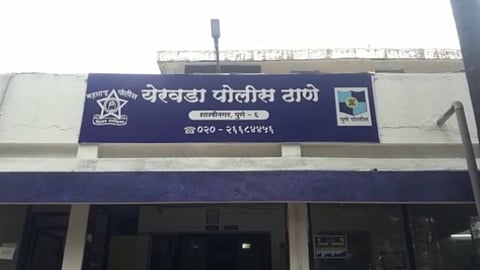 महाराष्ट्र पोलीस
येरवडा पोलीस ठाणे
शास्त्रीनगर, पुणे - ६
☎०२० - २६६८४४५६
पुणे पोलीस